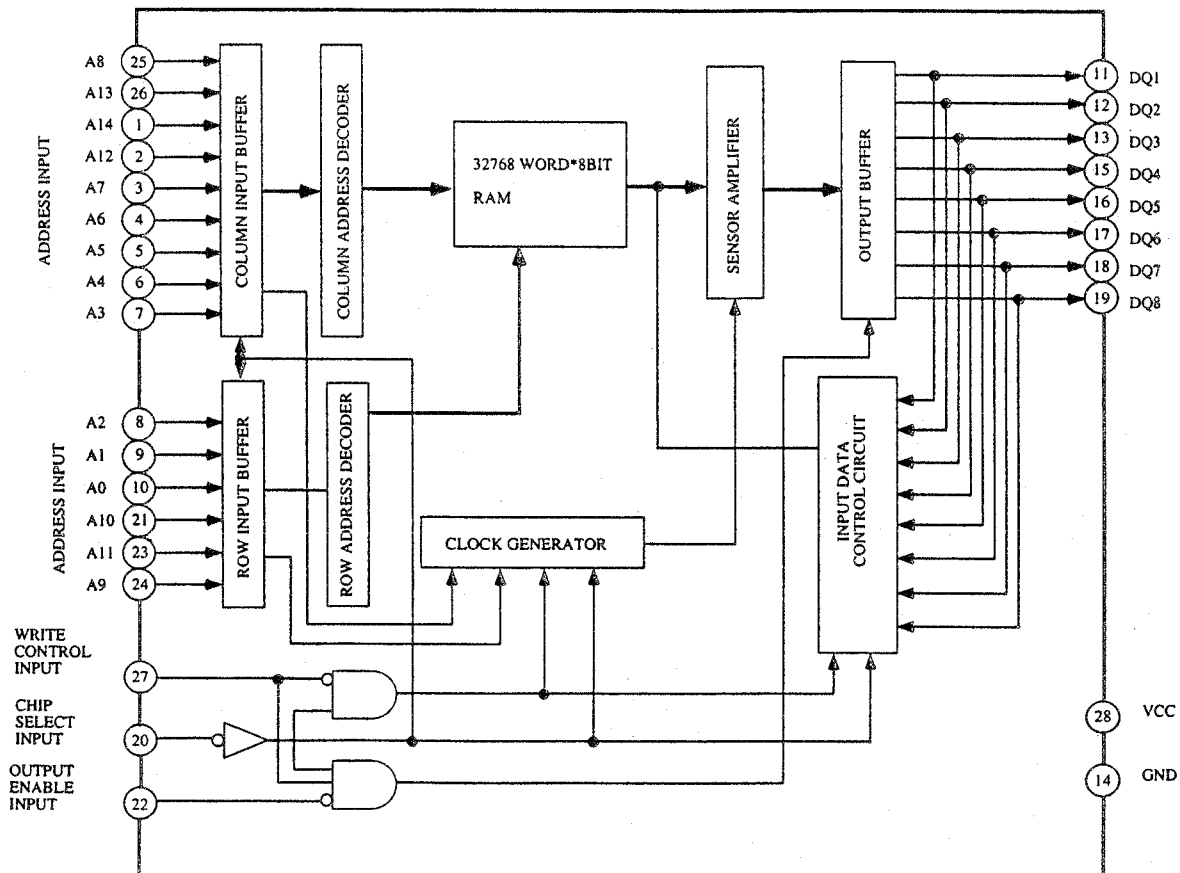 ADDRESS INPUT
A8 25
A13 26
A14 1
A12 2
A7 3
A6 4
A5 5
A4 6
A3 7
COLUMN INPUT BUFFER
COLUMN ADDRESS DECODER
32768 WORD*8BIT
RAM
SENSOR AMPLIFIER
OUTPUT BUFFER
11 DQ1
12 DQ2
13 DQ3
15 DQ4
16 DQ5
17 DQ6
18 DQ7
19 DQ8
ADDRESS INPUT
A2 8
A1 9
A0 10
A10 21
A11 23
A9 24
ROW INPUT BUFFER
ROW ADDRESS DECODER
CLOCK GENERATOR
INPUT DATA
CONTROL CIRCUIT
WRITE
CONTROL
INPUT
27
CHIP
SELECT
INPUT
20
OUTPUT
ENABLE
INPUT
22
28 VCC
14 GND